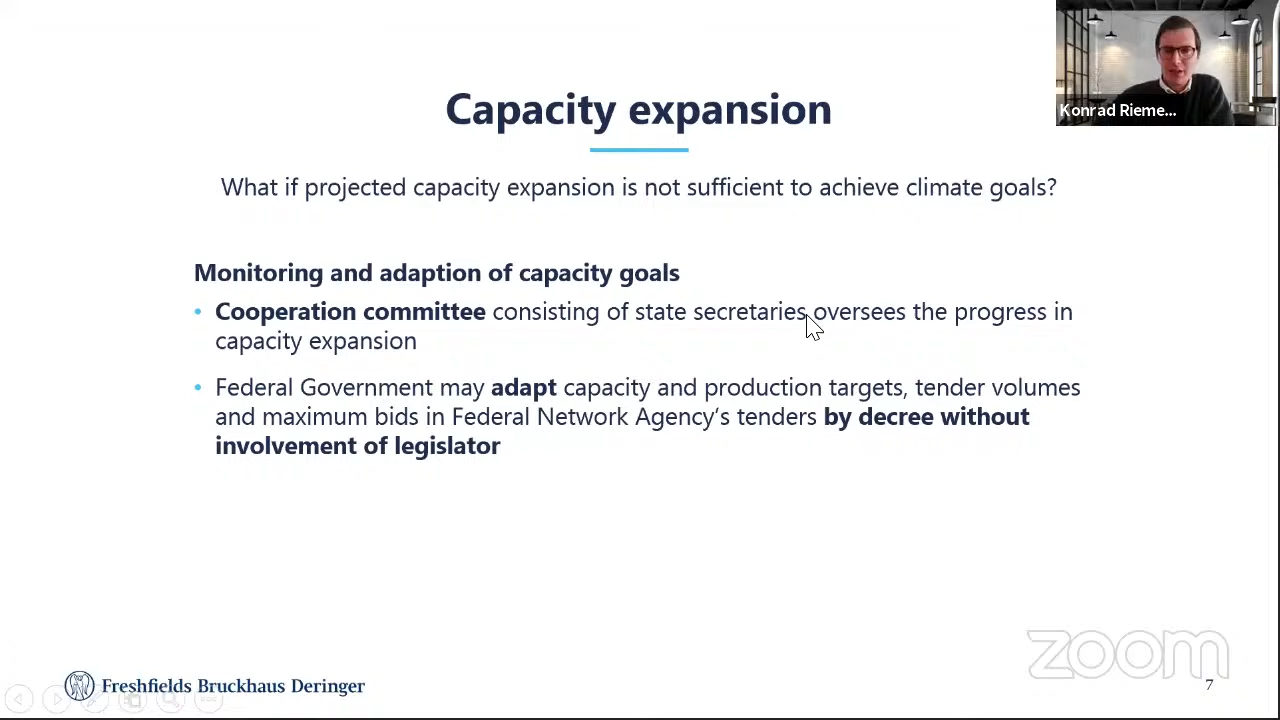 Capacity expansion
Konrad Rieme...
What if projected capacity expansion is not sufficient to achieve climate goals?
Monitoring and adaption of capacity goals
• Cooperation committee consisting of state secretaries oversees the progress in
capacity expansion
• Federal Government may adapt capacity and production targets, tender volumes
and maximum bids in Federal Network Agency's tenders by decree without
involvement of legislator
zoom
Freshfields Bruckhaus Deringer
7